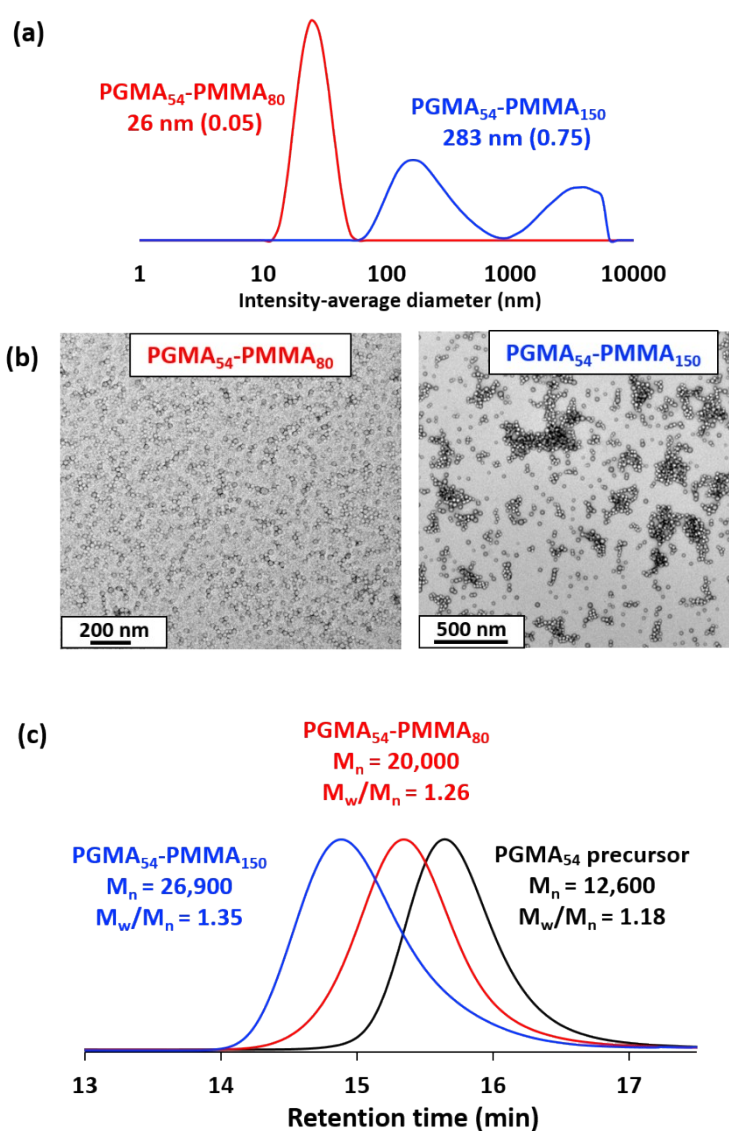 (a)
PGMA₅₄-PMMA₈₀
26 nm (0.05)
PGMA₅₄-PMMA₁₅₀
283 nm (0.75)
1 10 100 1000 10000
Intensity-average diameter (nm)
(b)
PGMA₅₄-PMMA₈₀
200 nm
PGMA₅₄-PMMA₁₅₀
500 nm
(c)
PGMA₅₄-PMMA₈₀
Mₙ = 20,000
M_w/Mₙ = 1.26
PGMA₅₄-PMMA₁₅₀
Mₙ = 26,900
M_w/Mₙ = 1.35
PGMA₅₄ precursor
Mₙ = 12,600
M_w/Mₙ = 1.18
13 14 15 16 17
Retention time (min)